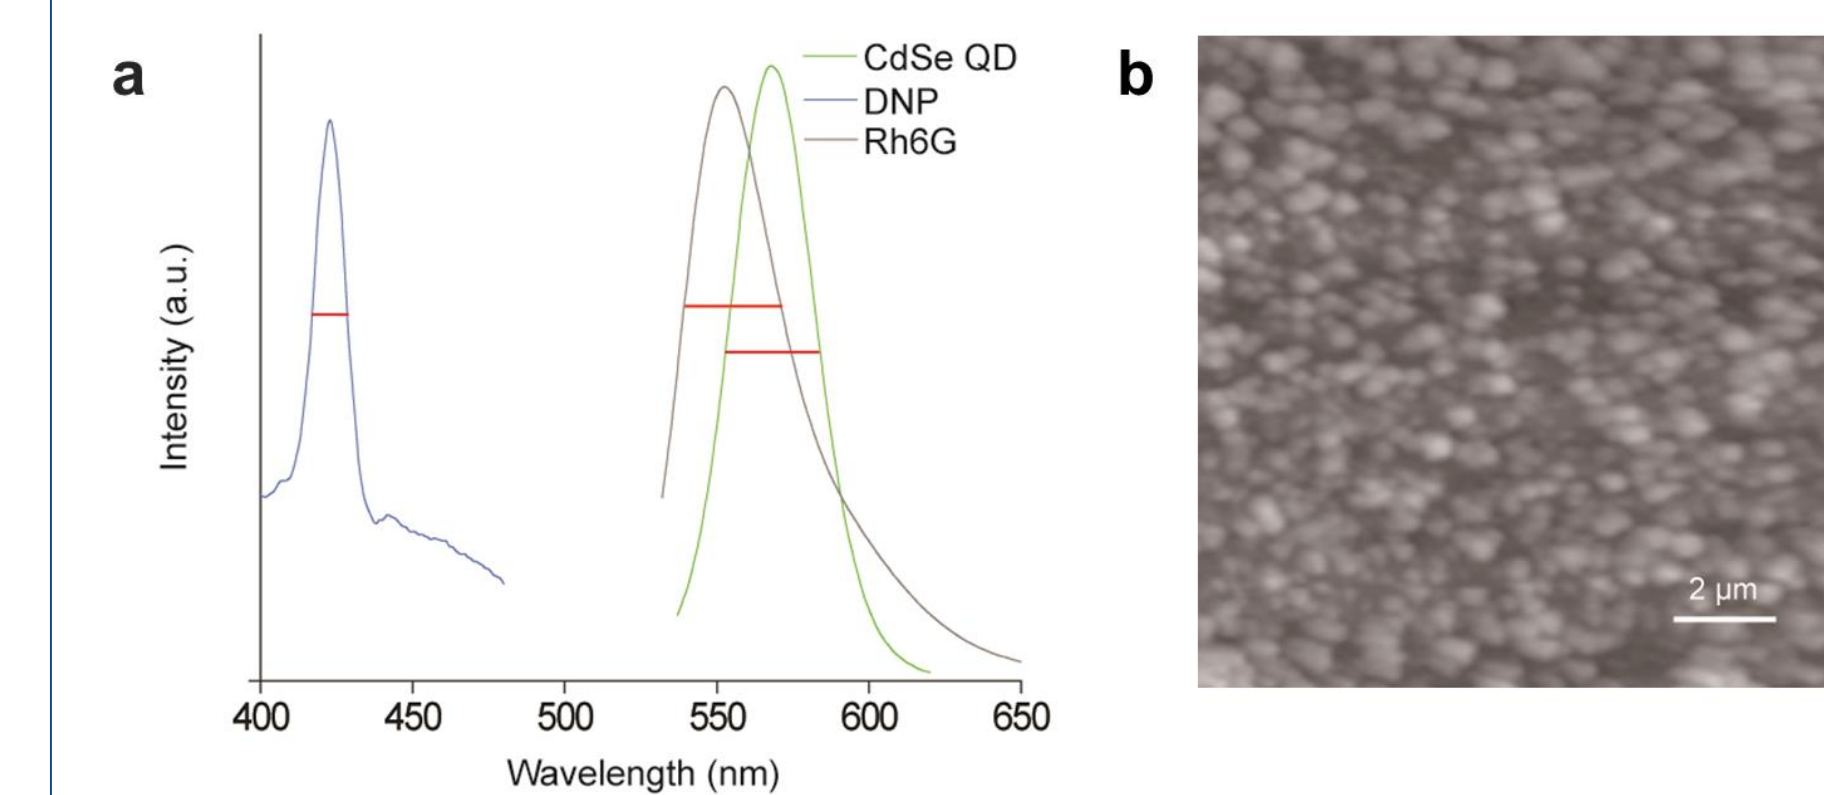 a
CdSe QD
DNP
Rh6G
Intensity (a.u.)
400 450 500 550 600 650
Wavelength (nm)
b
2 µm